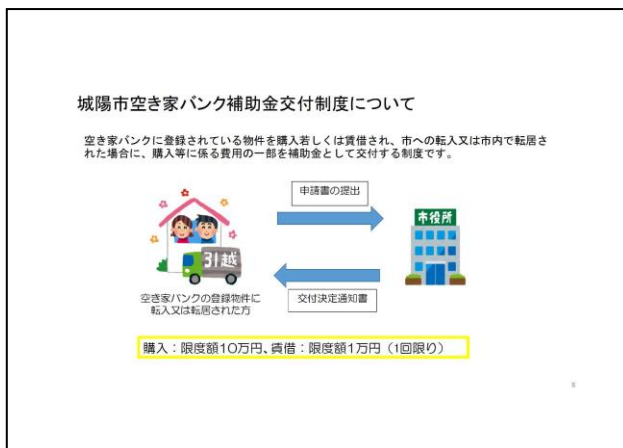 城陽市空き家バンク補助金交付制度について
空き家バンクに登録されている物件を購入若しくは賃借され、市への転入又は市内で転居さ
れた場合に、購入等に係る費用の一部を補助金として交付する制度です。
申請書の提出
市役所
引越
交付決定通知書
空き家バンクの登録物件に
転入又は転居された方
購入：限度額10万円、賃借：限度額1万円（1回限り）